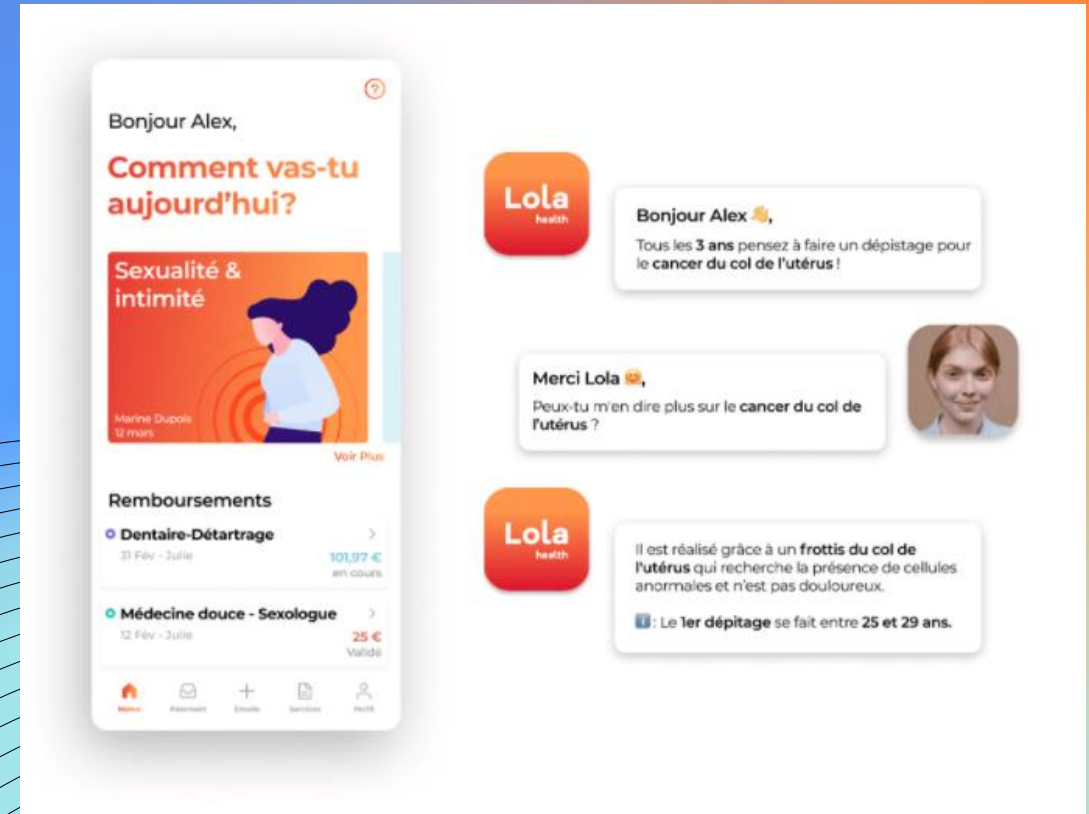 Bonjour Alex,
Comment vas-tu
aujourd'hui?
Sexualité &
intimité
Marine Dupois
12 mars
Voir Plus
Remboursements
Dentaire-Détartrage
31 Fév - Julie
101,97 €
en cours
Médecine douce - Sexologue
12 Fév - Julie
25 €
Validé
Home
Paiement
Envoie
Services
Profil
Lola
health
Bonjour Alex 👋,
Tous les 3 ans pensez à faire un dépistage pour
le cancer du col de l'utérus !
Merci Lola 🤗,
Peux-tu m'en dire plus sur le cancer du col de
l'utérus ?
Lola
health
Il est réalisé grâce à un frottis du col de
l'utérus qui recherche la présence de cellules
anormales et n'est pas douloureux.
ℹ️ : Le 1er dépitage se fait entre 25 et 29 ans.